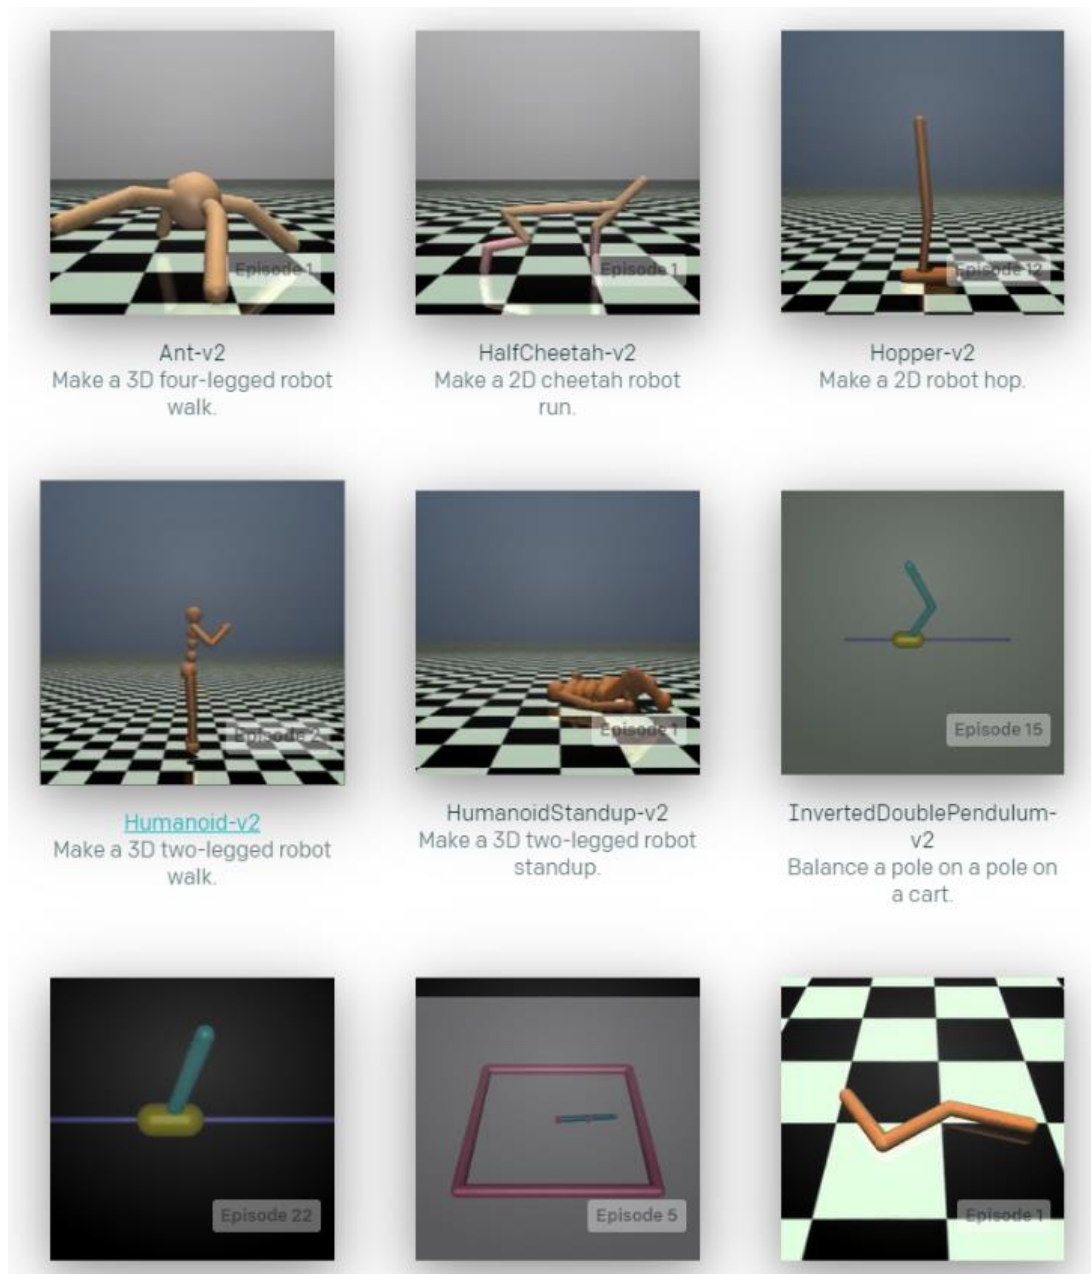 Episode 1
Episode 1
Episode 12
Ant-v2
Make a 3D four-legged robot
walk.
HalfCheetah-v2
Make a 2D cheetah robot
run.
Hopper-v2
Make a 2D robot hop.
Episode 2
Episode 1
Episode 15
Humanoid-v2
Make a 3D two-legged robot
walk.
HumanoidStandup-v2
Make a 3D two-legged robot
standup.
InvertedDoublePendulum-
v2
Balance a pole on a pole on
a cart.
Episode 22
Episode 5
Episode 1